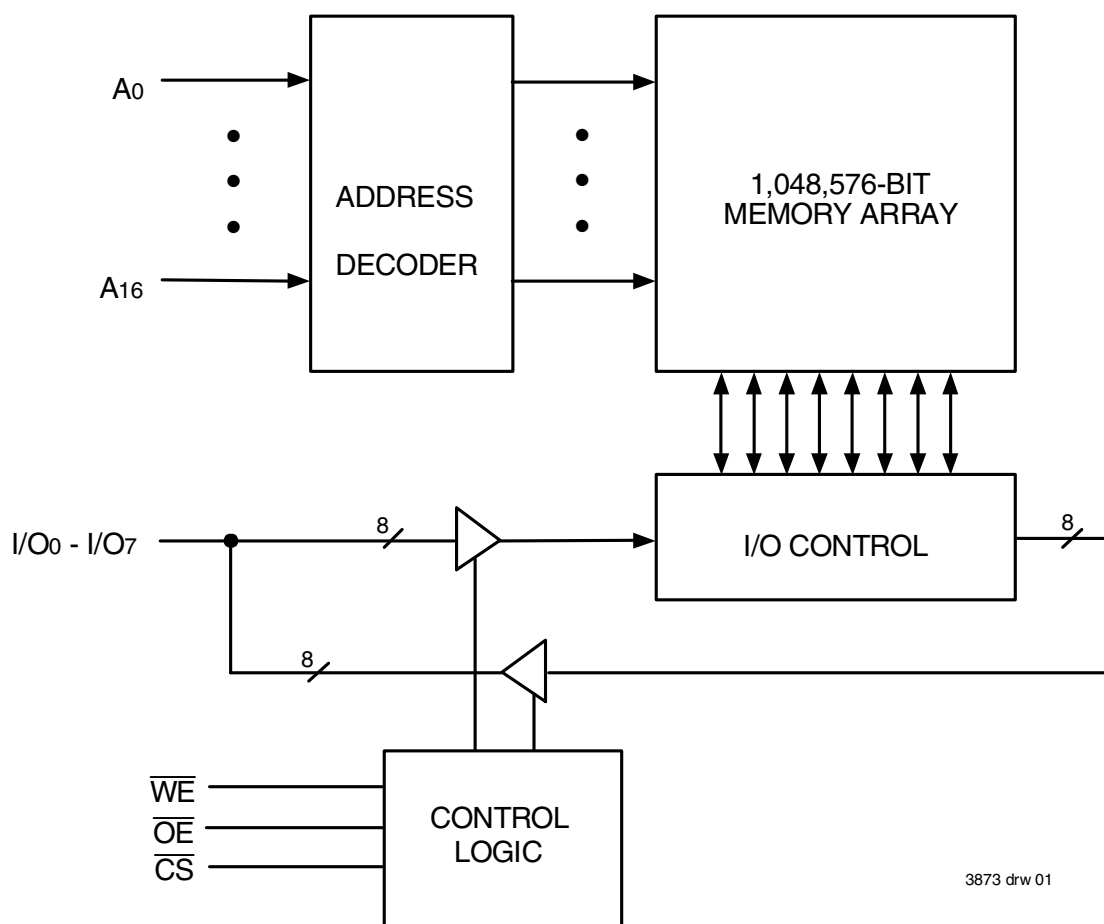 A0
A16
ADDRESS
DECODER
1,048,576-BIT
MEMORY ARRAY
I/O0 - I/O7
8
I/O CONTROL
8
8
WE
OE
CS
CONTROL
LOGIC
3873 drw 01